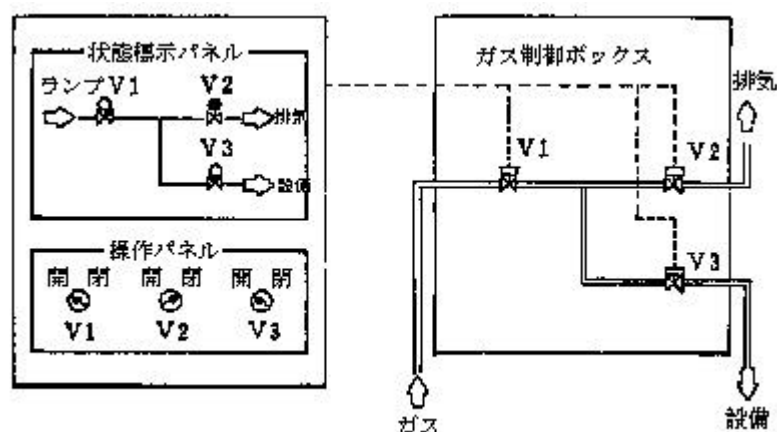 状態標示パネル
ランプV1
V2
排気
V3
設備
操作パネル
開 閉 開 閉 開 閉
V1 V2 V3
ガス制御ボックス
排気
V1
V2
V3
ガス
設備